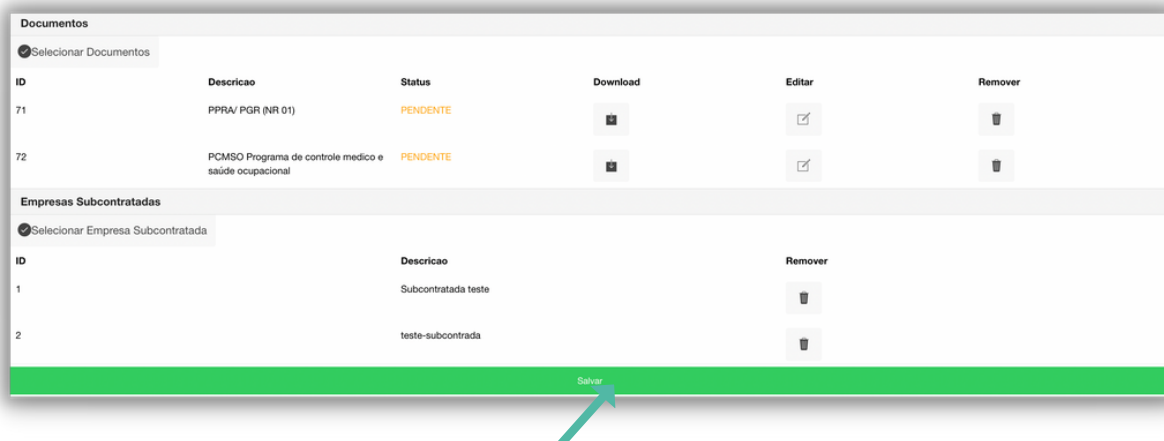 Documentos
Selecionar Documentos
ID Descricao Status Download Editar Remover
71 PPRA/ PGR (NR 01) PENDENTE
72 PCMSO Programa de controle medico e PENDENTE
saúde ocupacional
Empresas Subcontratadas
Selecionar Empresa Subcontratada
ID Descricao Remover
1 Subcontratada teste
2 teste-subcontrada
Salvar